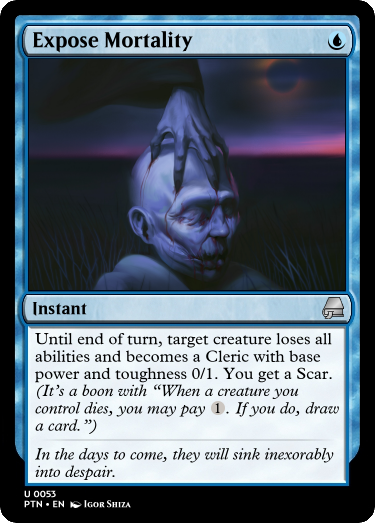 Expose Mortality
Instant
Until end of turn, target creature loses all
abilities and becomes a Cleric with base
power and toughness 0/1. You get a Scar.
(It's a boon with “When a creature you
control dies, you may pay 1. If you do, draw
a card.”)
In the days to come, they will sink inexorably
into despair.
U 0053
PTN • EN Igor Shiza